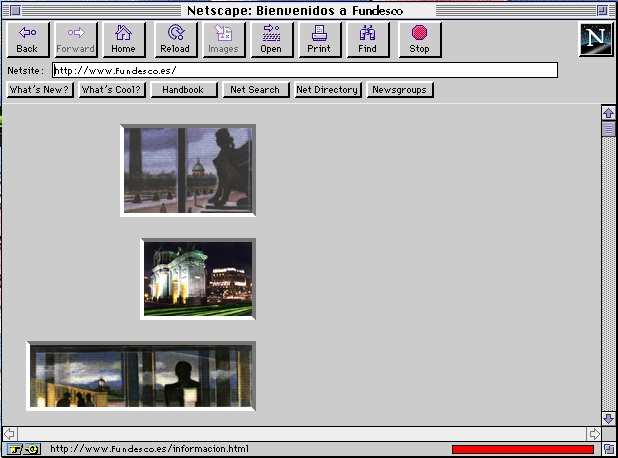 Netscape: Bienvenidos a Fundesco
Back Forward Home Reload Images Open Print Find Stop N
Netsite: http://www.fundesco.es/
What's New? What's Cool? Handbook Net Search Net Directory Newsgroups
http://www.fundesco.es/informacion.html